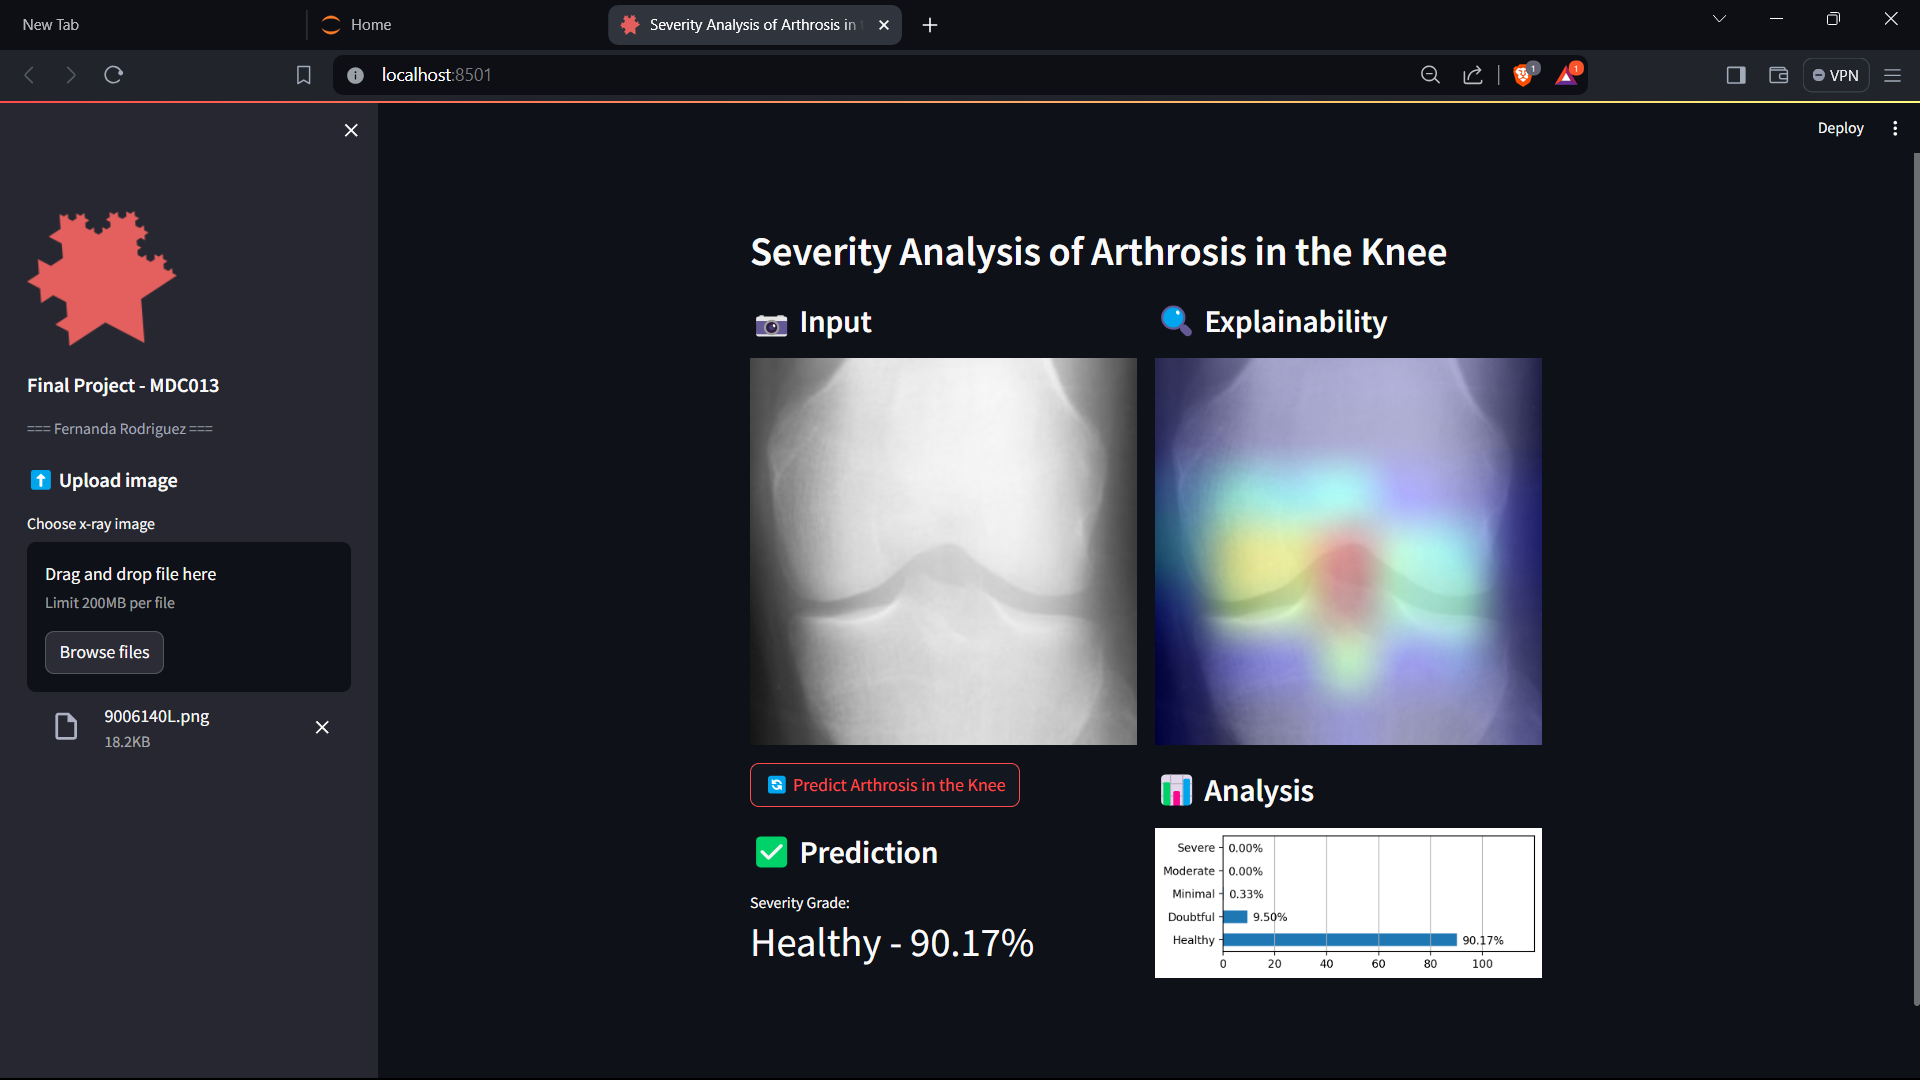 New Tab
Home
Severity Analysis of Arthrosis in
localhost:8501
1
1
VPN
Deploy
Final Project - MDC013
=== Fernanda Rodriguez ===
Upload image
Choose x-ray image
Drag and drop file here
Limit 200MB per file
Browse files
9006140L.png
18.2KB
Severity Analysis of Arthrosis in the Knee
Input
Explainability
Predict Arthrosis in the Knee
Prediction
Severity Grade:
Healthy - 90.17%
Analysis
Severe 0.00%
Moderate 0.00%
Minimal 0.33%
Doubtful 9.50%
Healthy 90.17%
0 20 40 60 80 100